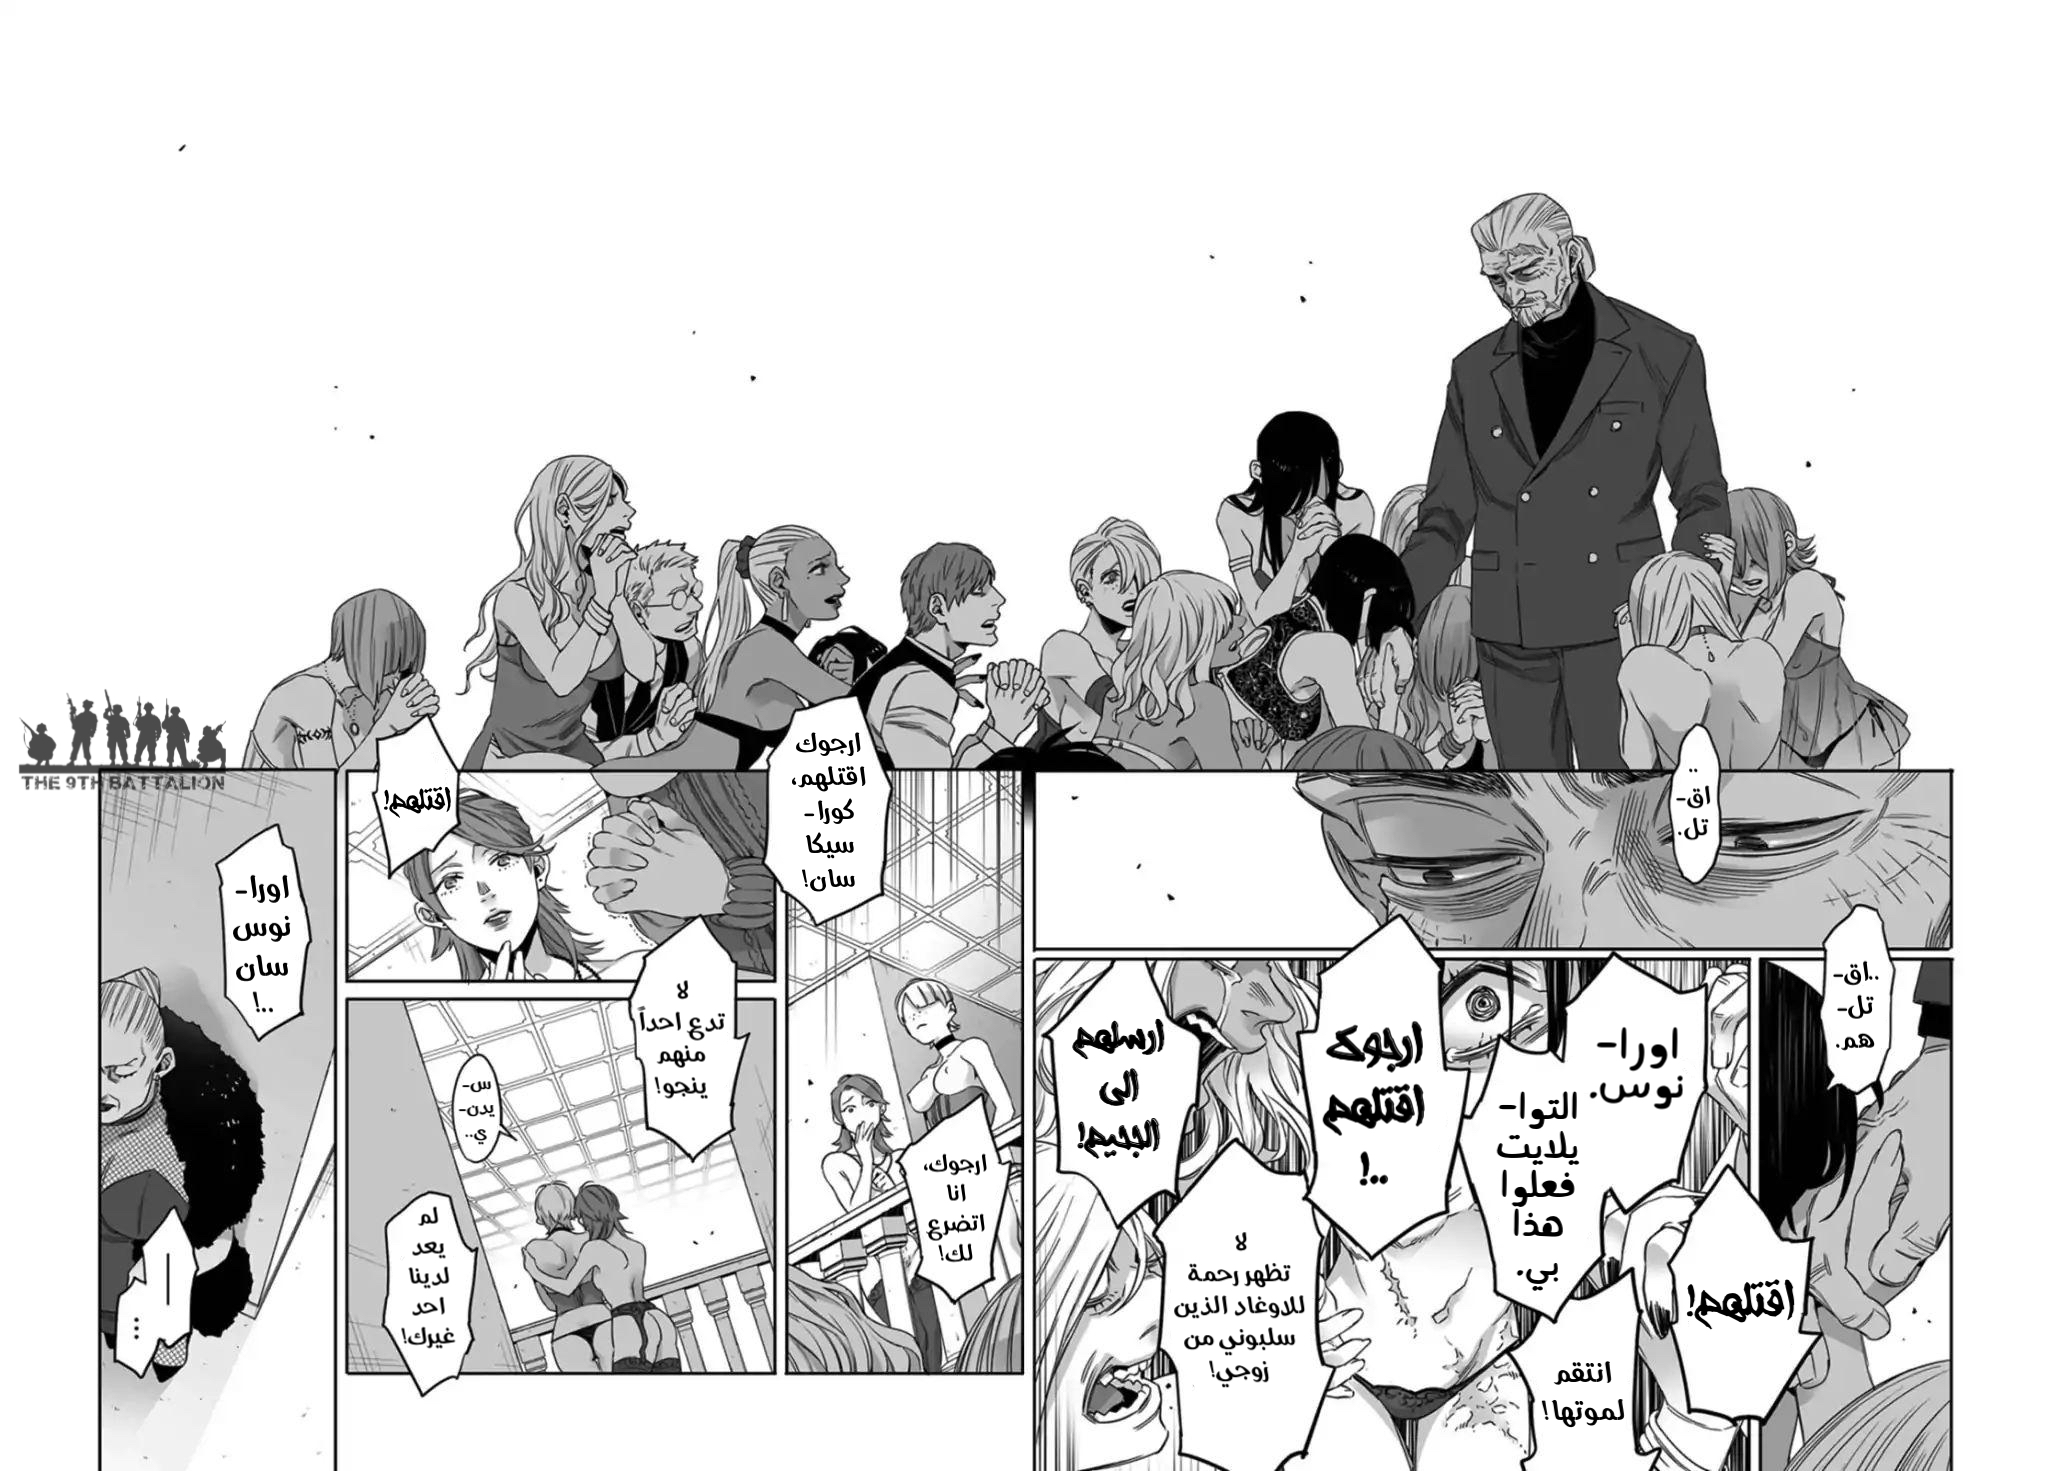 اق-
تل.
..اق-
تل-
هم.
اقتلهم!
اورا-
نوس.
التوا-
يلايت
فعلوا
هذا
بي.
انتقم
لموتها!
ارجوك
اقتلهم
..!
ارسلهم
الى
الجحيم!
لا
تظهر رحمة
للاوغاد الذين
سلبوني من
زوجي!
ارجوك
اقتلهم،
كورا-
سيكا
سان!
ارجوك،
انا
اتضرع
لك!
اقتلهم!
لا
تدع احداً
منهم
ينجو!
س-
يدن-
ي..
لم
يعد
لدينا
احد
غيرك!
اورا-
نوس
سان
..!
—
...
THE 9TH BATTALION